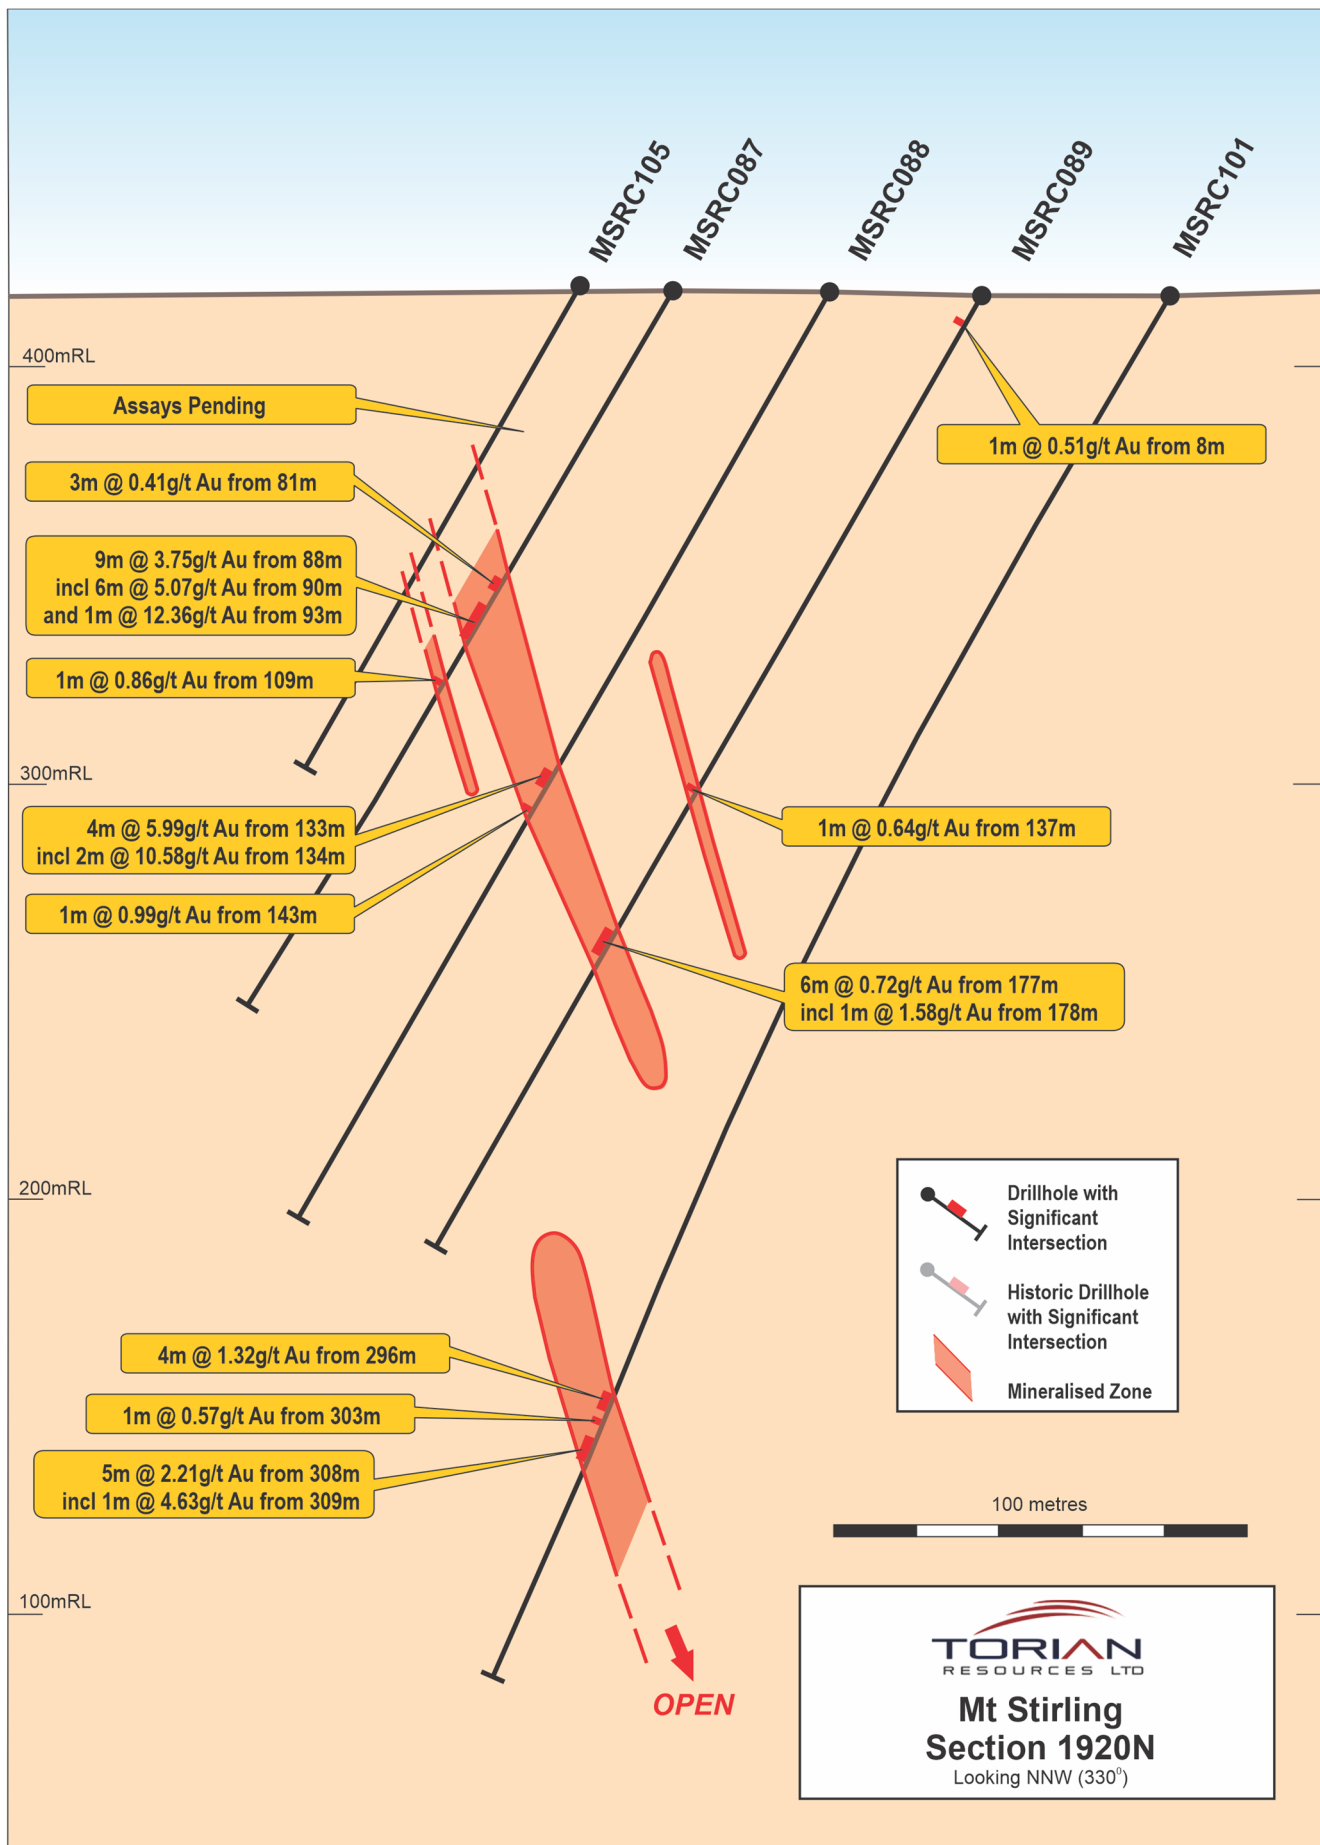 MSRC105
MSRC087
MSRC088
MSRC089
MSRC101
400mRL
Assays Pending
1m @ 0.51g/t Au from 8m
3m @ 0.41g/t Au from 81m
9m @ 3.75g/t Au from 88m
incl 6m @ 5.07g/t Au from 90m
and 1m @ 12.36g/t Au from 93m
1m @ 0.86g/t Au from 109m
300mRL
4m @ 5.99g/t Au from 133m
incl 2m @ 10.58g/t Au from 134m
1m @ 0.64g/t Au from 137m
1m @ 0.99g/t Au from 143m
6m @ 0.72g/t Au from 177m
incl 1m @ 1.58g/t Au from 178m
200mRL
Drillhole with
Significant
Intersection
Historic Drillhole
with Significant
Intersection
Mineralised Zone
4m @ 1.32g/t Au from 296m
1m @ 0.57g/t Au from 303m
5m @ 2.21g/t Au from 308m
incl 1m @ 4.63g/t Au from 309m
100 metres
100mRL
OPEN
TORIAN
RESOURCES LTD
Mt Stirling
Section 1920N
Looking NNW (330⁰)